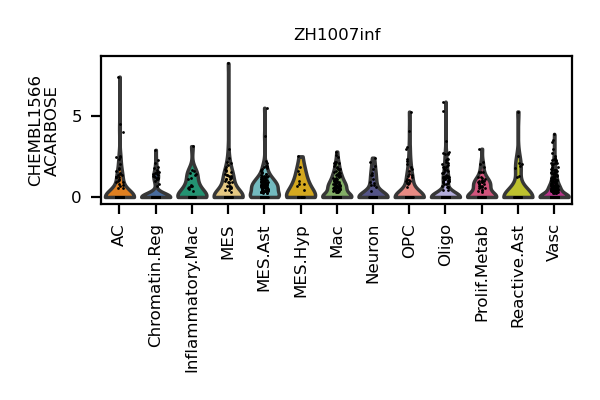 ZH1007inf
CHEMBL1566
ACARBOSE
5
0
AC
Chromatin.Reg
Inflammatory.Mac
MES
MES.Ast
MES.Hyp
Mac
Neuron
OPC
Oligo
Prolif.Metab
Reactive.Ast
Vasc